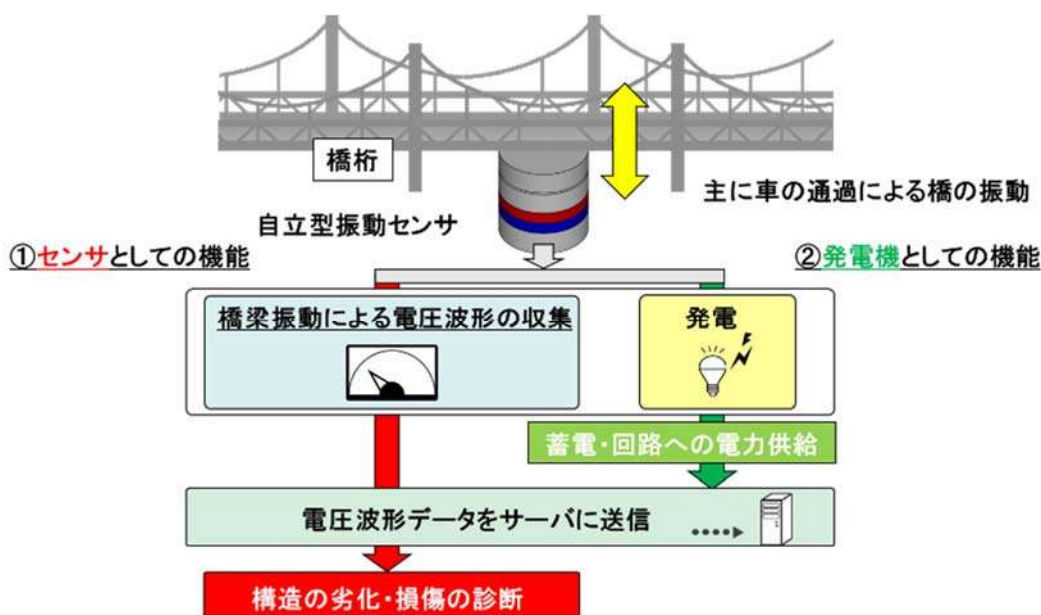 橋桁
主に車の通過による橋の振動
自立型振動センサ
①センサとしての機能
②発電機としての機能
橋梁振動による電圧波形の収集
発電
蓄電・回路への電力供給
電圧波形データをサーバに送信
構造の劣化・損傷の診断